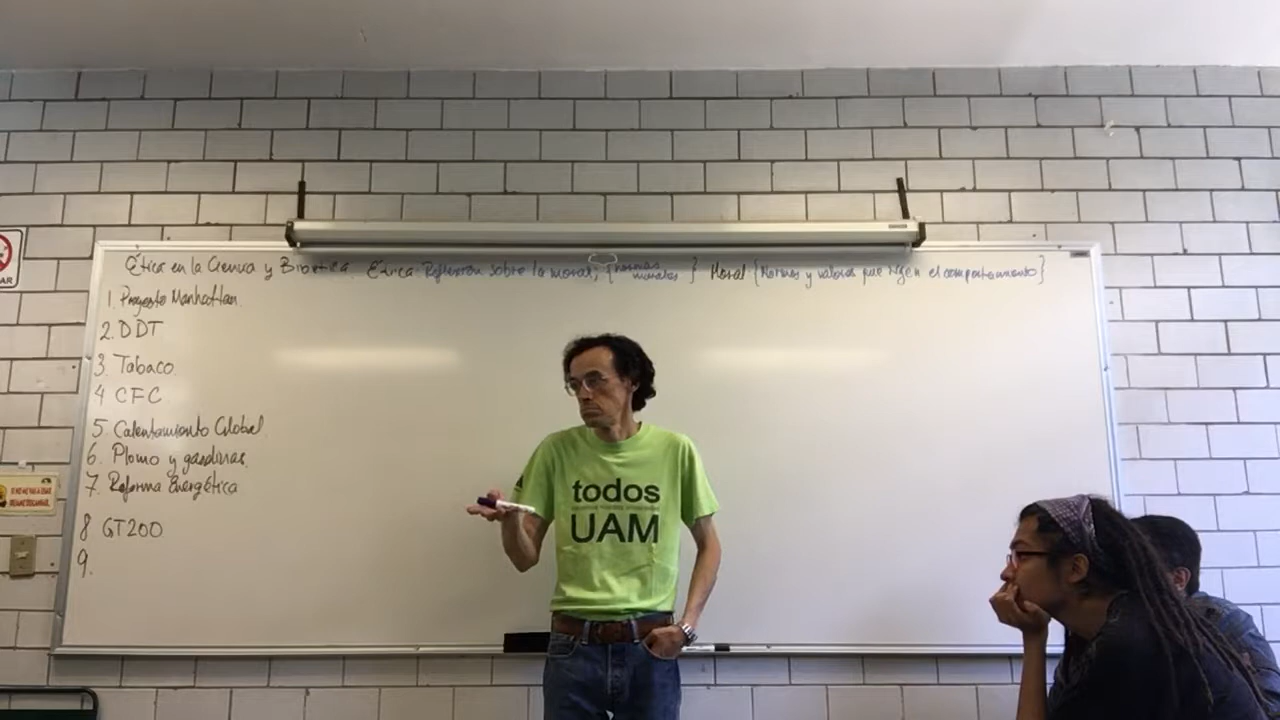 Ética en la Ciencia y Bioética. Ética: Reflexión sobre la moral, {normas morales } Moral {Normas y valores que rigen el comportamiento}
1. Proyecto Manhattan.
2. DDT
3. Tabaco
4 CFC
5. Calentamiento Global
6. Plomo y gasolinas.
7. Reforma Energética
8 GT200
9.
todos
UAM
AR